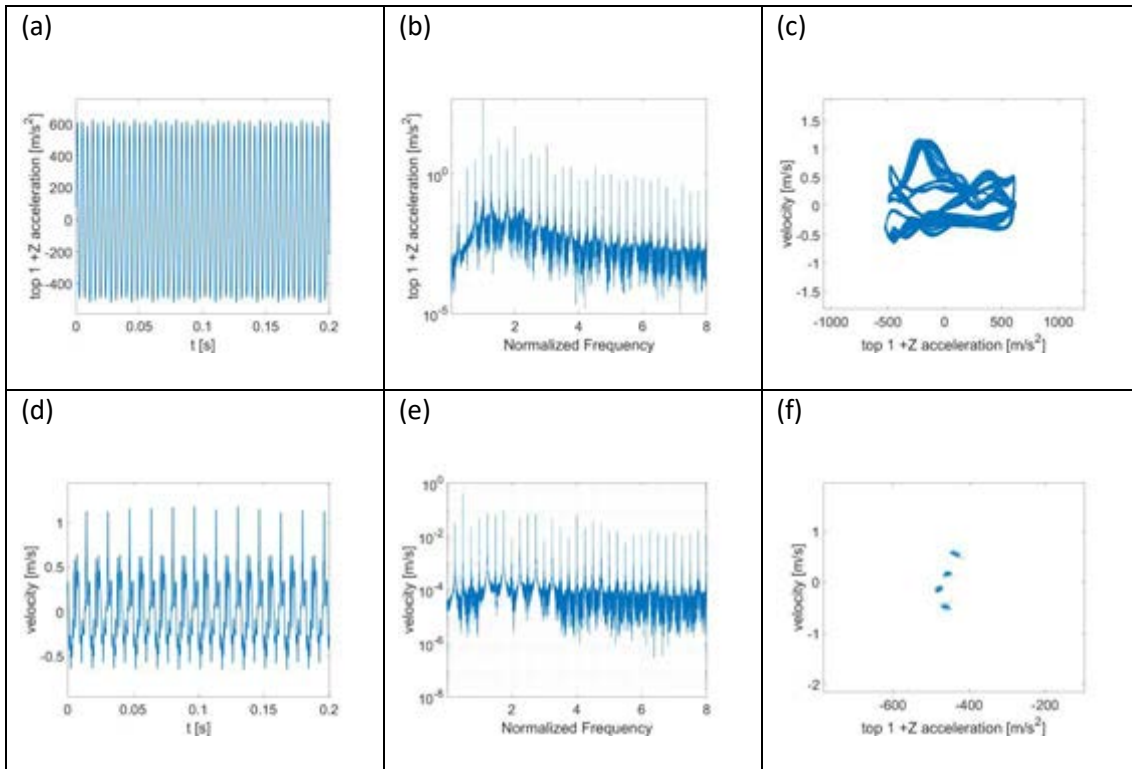 (a)
top 1 +Z acceleration [m/s²]
600
400
200
0
-200
-400
0 0.05 0.1 0.15 0.2
t [s]
(b)
top 1 +Z acceleration [m/s²]
10⁰
10⁻⁵
2 4 6 8
Normalized Frequency
(c)
velocity [m/s]
1.5
1
0.5
0
-0.5
-1
-1.5
-1000 -500 0 500 1000
top 1 +Z acceleration [m/s²]
(d)
velocity [m/s]
1
0.5
0
-0.5
0 0.05 0.1 0.15 0.2
t [s]
(e)
velocity [m/s]
10⁰
10⁻²
10⁻⁴
10⁻⁶
10⁻⁸
2 4 6 8
Normalized Frequency
(f)
velocity [m/s]
1
0
-1
-2
-600 -400 -200
top 1 +Z acceleration [m/s²]